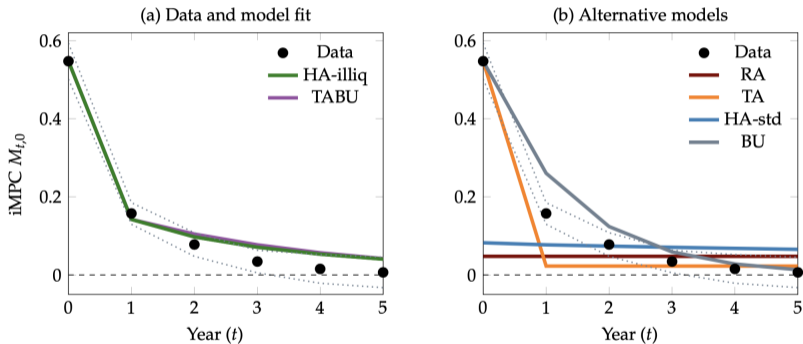 (a) Data and model fit
0.6
0.4
0.2
0
iMPC M_{t,0}
Data
HA-illiq
TABU
0 1 2 3 4 5
Year (t)
(b) Alternative models
0.6
0.4
0.2
0
Data
RA
TA
HA-std
BU
0 1 2 3 4 5
Year (t)